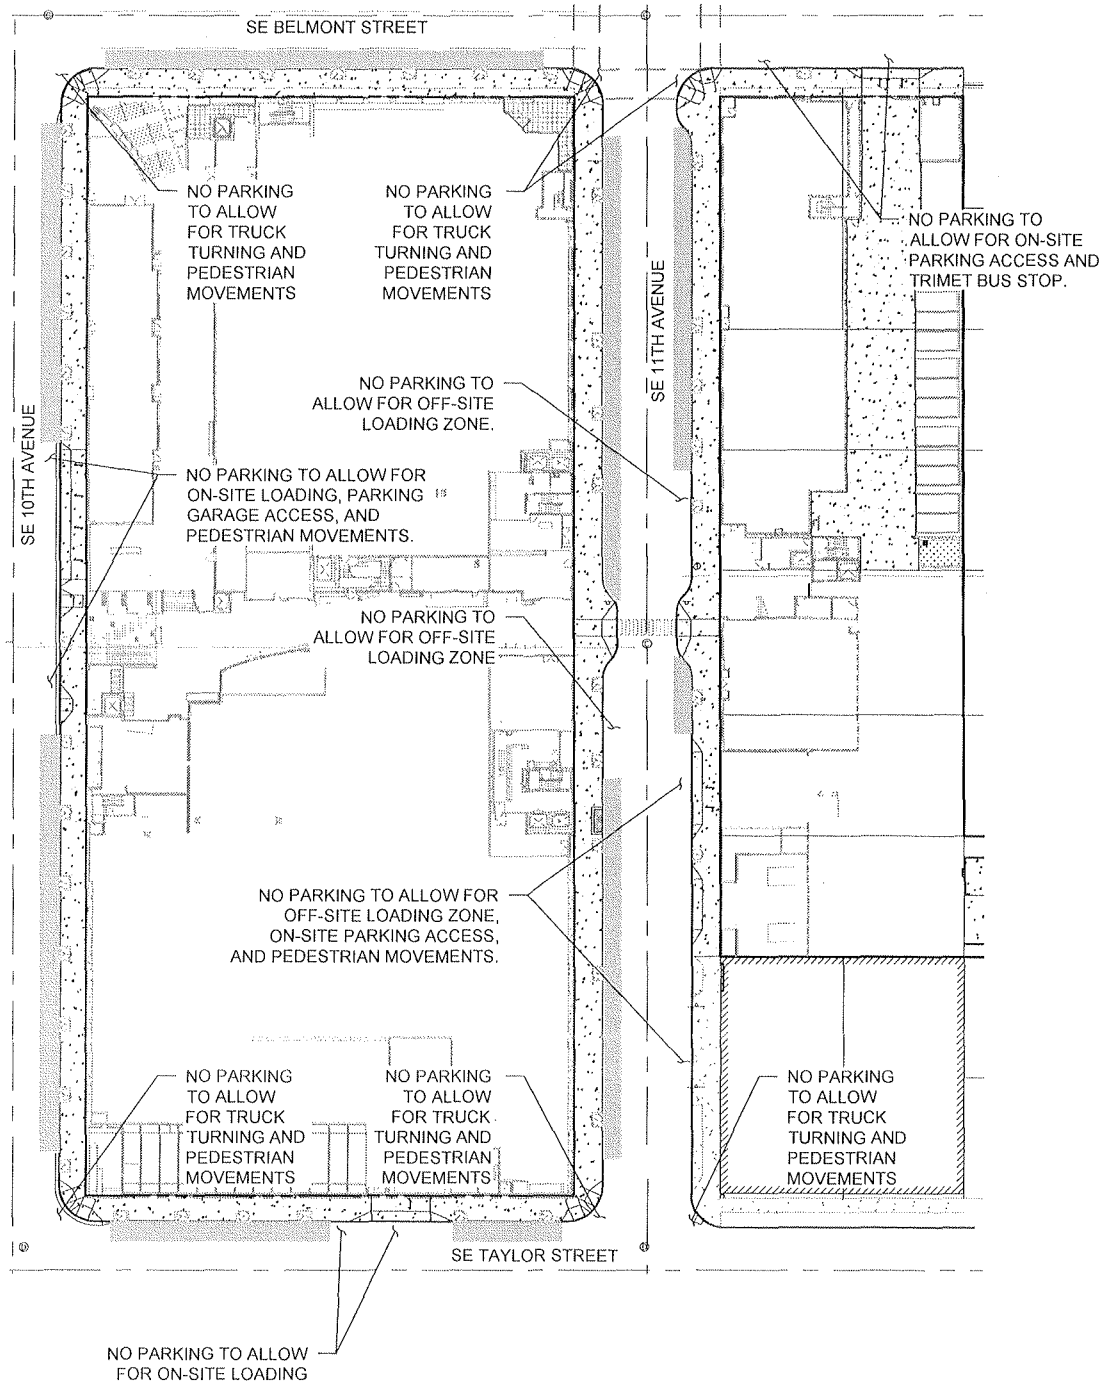 SE BELMONT STREET
NO PARKING
TO ALLOW
FOR TRUCK
TURNING AND
PEDESTRIAN
MOVEMENTS
NO PARKING
TO ALLOW
FOR TRUCK
TURNING AND
PEDESTRIAN
MOVEMENTS
NO PARKING TO
ALLOW FOR ON-SITE
PARKING ACCESS AND
TRIMET BUS STOP.
SE 11TH AVENUE
NO PARKING TO
ALLOW FOR OFF-SITE
LOADING ZONE.
SE 10TH AVENUE
NO PARKING TO ALLOW FOR
ON-SITE LOADING, PARKING
GARAGE ACCESS, AND
PEDESTRIAN MOVEMENTS.
NO PARKING TO
ALLOW FOR OFF-SITE
LOADING ZONE
NO PARKING TO ALLOW FOR
OFF-SITE LOADING ZONE,
ON-SITE PARKING ACCESS,
AND PEDESTRIAN MOVEMENTS.
NO PARKING
TO ALLOW
FOR TRUCK
TURNING AND
PEDESTRIAN
MOVEMENTS
NO PARKING
TO ALLOW
FOR TRUCK
TURNING AND
PEDESTRIAN
MOVEMENTS
NO PARKING
TO ALLOW
FOR TRUCK
TURNING AND
PEDESTRIAN
MOVEMENTS
SE TAYLOR STREET
NO PARKING TO ALLOW
FOR ON-SITE LOADING